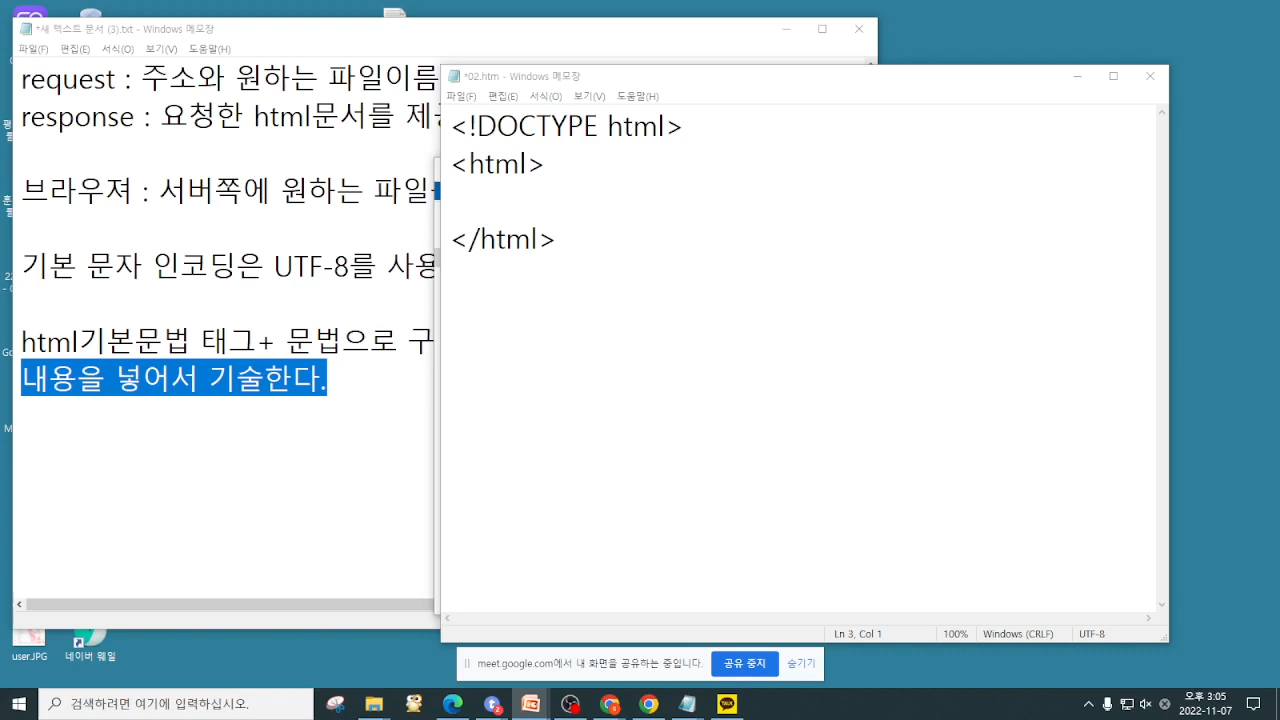 *새 텍스트 문서 (3).txt - Windows 메모장
파일(F) 편집(E) 서식(O) 보기(V) 도움말(H)
request : 주소와 원하는 파일이름
response : 요청한 html문서를 제공
브라우져 : 서버쪽에 원하는 파일
기본 문자 인코딩은 UTF-8를 사용
html기본문법 태그+ 문법으로 구
내용을 넣어서 기술한다.
*02.htm - Windows 메모장
파일(F) 편집(E) 서식(O) 보기(V) 도움말(H)
<!DOCTYPE html>
<html>
</html>
Ln 3, Col 1 100% Windows (CRLF) UTF-8
user.JPG 네이버 웨일
meet.google.com에서 내 화면을 공유하는 중입니다. 공유 중지 숨기기
검색하려면 여기에 입력하십시오.
TALK
오후 3:05
2022-11-07